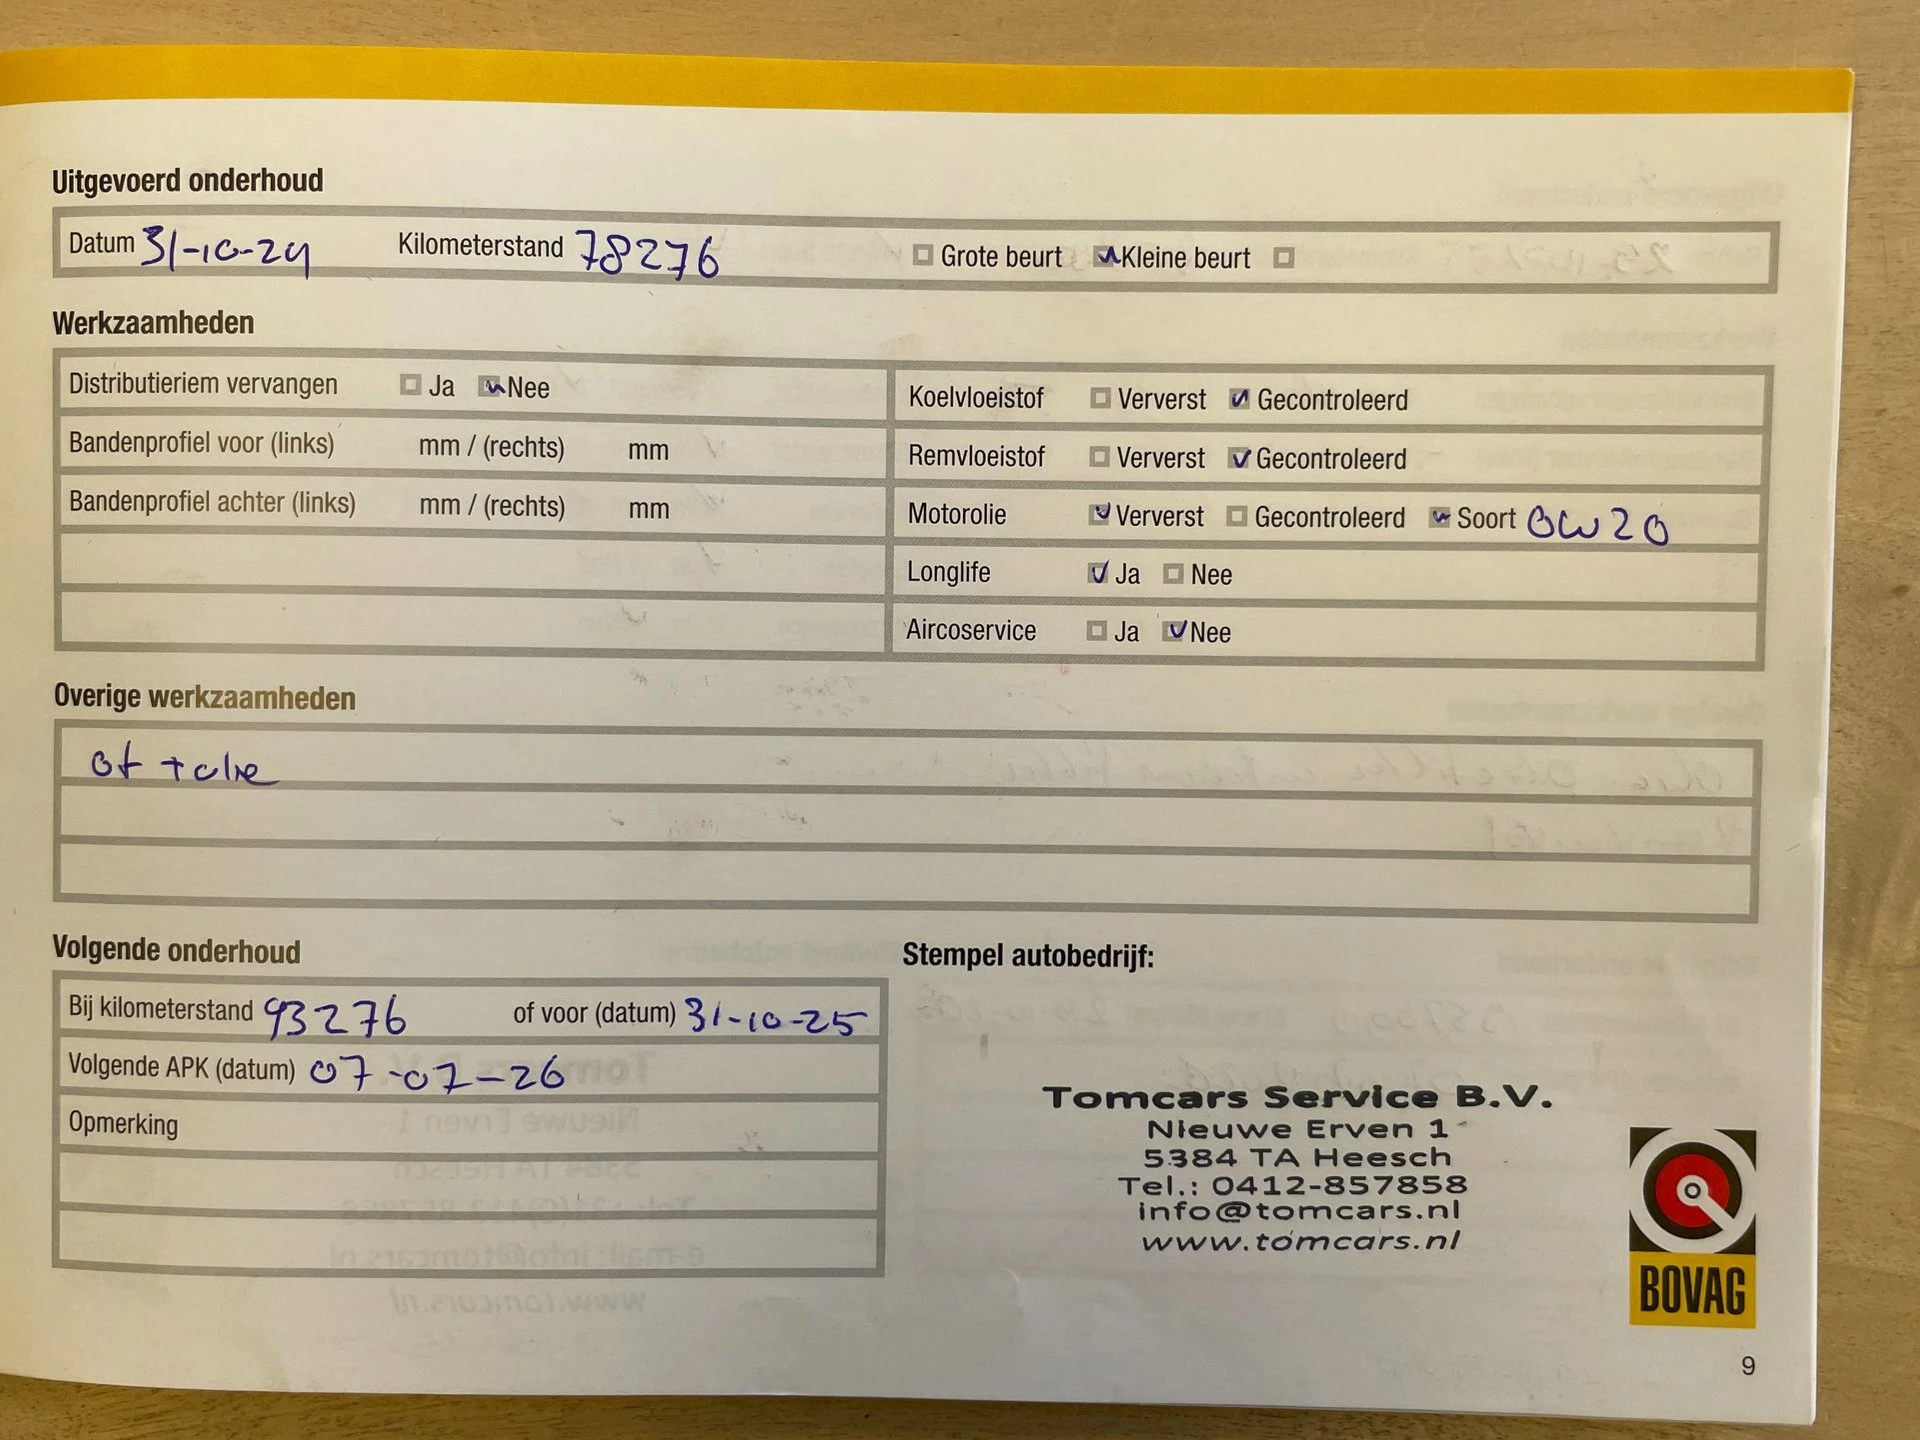 Uitgevoerd onderhoud
Datum 31-10-24 Kilometerstand 78276 Grote beurt Kleine beurt
Werkzaamheden
Distributieriem vervangen Ja Nee
Bandenprofiel voor (links) mm / (rechts) mm
Bandenprofiel achter (links) mm / (rechts) mm
Koelvloeistof Ververst Gecontroleerd
Remvloeistof Ververst Gecontroleerd
Motorolie Ververst Gecontroleerd Soort 0W20
Longlife Ja Nee
Aircoservice Ja Nee
Overige werkzaamheden
of + olie
Volgende onderhoud
Bij kilometerstand 93276 of voor (datum) 31-10-25
Volgende APK (datum) 07-07-26
Opmerking
Stempel autobedrijf:
Tomcars Service B.V.
Nieuwe Erven 1
5384 TA Heesch
Tel.: 0412-857858
info@tomcars.nl
www.tomcars.nl
BOVAG
9